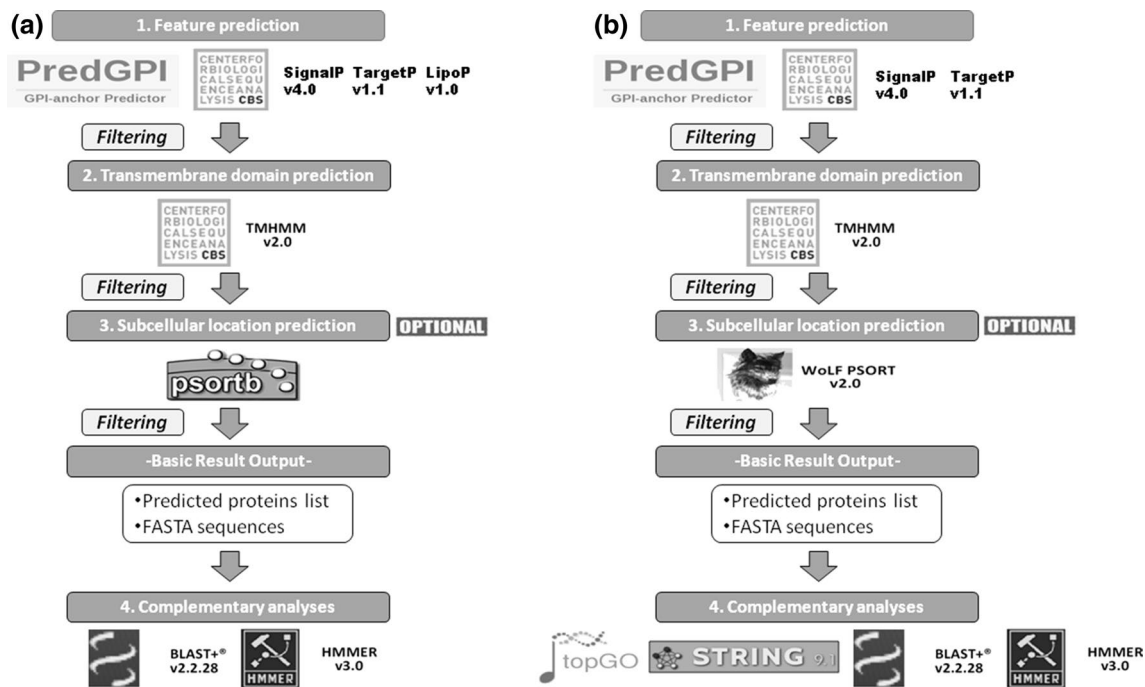 (a)
1. Feature prediction
PredGPI
GPI-anchor Predictor
CENTERFO
RBIOLOGI
CALSEQU
ENCEANA
LYSIS CBS
SignalP TargetP LipoP
v4.0 v1.1 v1.0
Filtering
2. Transmembrane domain prediction
CENTERFO
RBIOLOGI
CALSEQU
ENCEANA
LYSIS CBS
TMHMM
v2.0
Filtering
3. Subcellular location prediction OPTIONAL
psortb
Filtering
-Basic Result Output-
•Predicted proteins list
•FASTA sequences
4. Complementary analyses
BLAST+®
v2.2.28
HMMER
HMMER
v3.0
(b)
1. Feature prediction
PredGPI
GPI-anchor Predictor
CENTERFO
RBIOLOGI
CALSEQU
ENCEANA
LYSIS CBS
SignalP TargetP
v4.0 v1.1
Filtering
2. Transmembrane domain prediction
CENTERFO
RBIOLOGI
CALSEQU
ENCEANA
LYSIS CBS
TMHMM
v2.0
Filtering
3. Subcellular location prediction OPTIONAL
WoLF PSORT
v2.0
Filtering
-Basic Result Output-
•Predicted proteins list
•FASTA sequences
4. Complementary analyses
topGO
STRING 9.1
BLAST+®
v2.2.28
HMMER
HMMER
v3.0